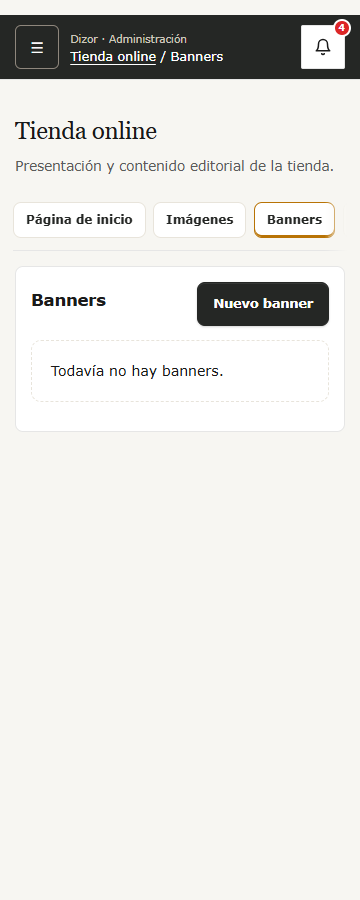 ☰
Dizor · Administración
Tienda online / Banners
4
Tienda online
Presentación y contenido editorial de la tienda.
Página de inicio
Imágenes
Banners
Banners
Nuevo banner
Todavía no hay banners.